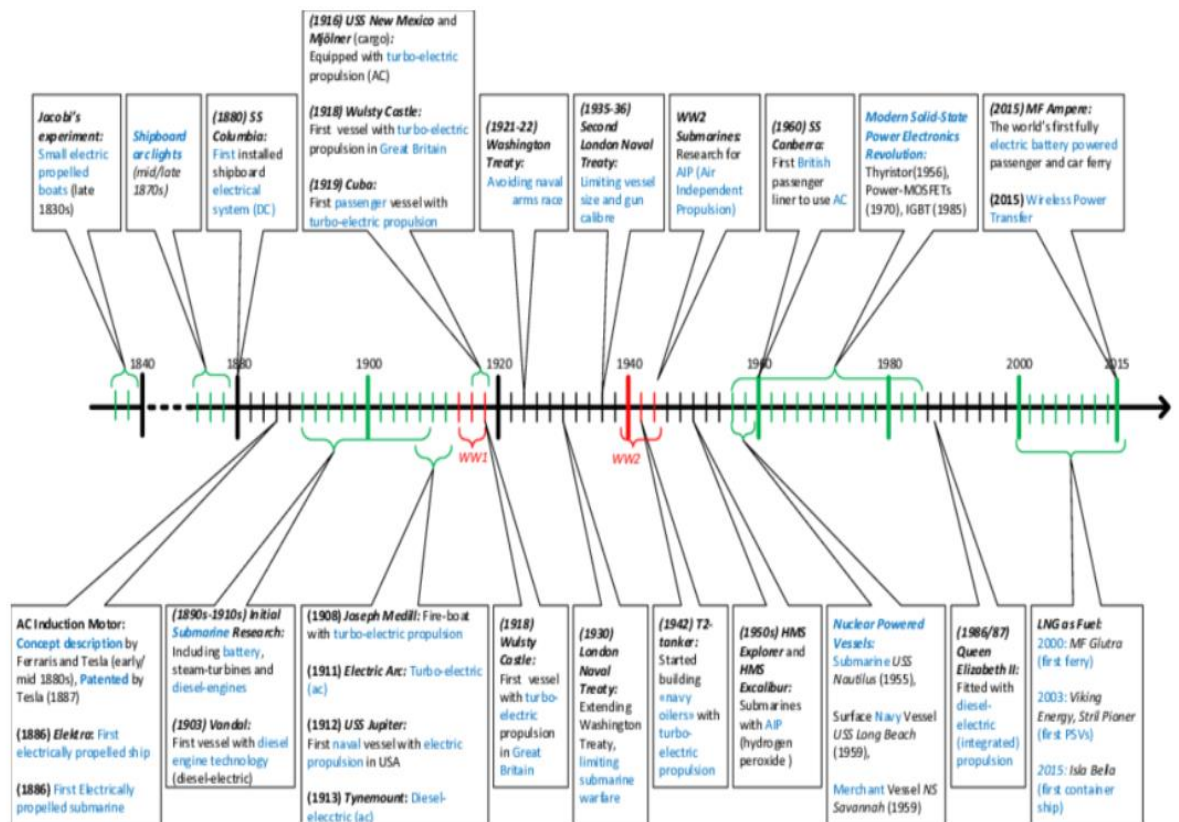 Jacobi's
experiment:
Small electric
propelled
boats (late
1830s)
Shipboard
arc lights
(mid/late
1870s)
(1880) SS
Columbia:
First installed
shipboard
electrical
system (DC)
(1916) USS New Mexico and
Mjölner (cargo):
Equipped with turbo-electric
propulsion (AC)
(1918) Wulsty Castle:
First vessel with turbo-electric
propulsion in Great Britain
(1919) Cuba:
First passenger vessel with
turbo-electric propulsion
(1921-22)
Washington
Treaty:
Avoiding naval
arms race
(1935-36)
Second
London Naval
Treaty:
Limiting vessel
size and gun
calibre
WW2
Submarines:
Research for
AIP (Air
Independent
Propulsion)
(1960) SS
Canberra:
First British
passenger
liner to use AC
Modern Solid-State
Power Electronics
Revolution:
Thyristor(1956),
Power-MOSFETs
(1970), IGBT (1985)
(2015) MF Ampere:
The world's first fully
electric battery powered
passenger and car ferry
(2015) Wireless Power
Transfer
1840
1880
1900
1920
1940
1960
1980
2000
2015
WW1
WW2
AC Induction Motor:
Concept description by
Ferraris and Tesla (early/
mid 1880s), Patented by
Tesla (1887)
(1886) Elektra: First
electrically propelled ship
(1886) First Electrically
propelled submarine
(1890s-1910s) Initial
Submarine Research:
Including battery,
steam-turbines and
diesel-engines
(1903) Vandal:
First vessel with diesel
engine technology
(diesel-electric)
(1908) Joseph Medill: Fire-boat
with turbo-electric propulsion
(1911) Electric Arc: Turbo-electric
(ac)
(1912) USS Jupiter:
First naval vessel with electric
propulsion in USA
(1913) Tynemount: Diesel-
elecctric (ac)
(1918)
Wulsty
Castle:
First vessel
with turbo-
electric
propulsion
in Great
Britain
(1930)
London
Naval
Treaty:
Extending
Washington
Treaty,
limiting
submarine
warfare
(1942) T2-
tanker:
Started
building
«navy
oilers» with
turbo-
electric
propulsion
(1950s) HMS
Explorer and
HMS
Excalibur:
Submarines
with AIP
(hydrogen
peroxide )
Nuclear Powered
Vessels:
Submarine USS
Nautilus (1955),
Surface Navy Vessel
USS Long Beach
(1959),
Merchant Vessel NS
Savannah (1959)
(1986/87)
Queen
Elizabeth II:
Fitted with
diesel-
electric
(integrated)
propulsion
LNG as Fuel:
2000: MF Glutra
(first ferry)
2003: Viking
Energy, Stril Pioner
(first PSVs)
2015: Isla Bella
(first container
ship)